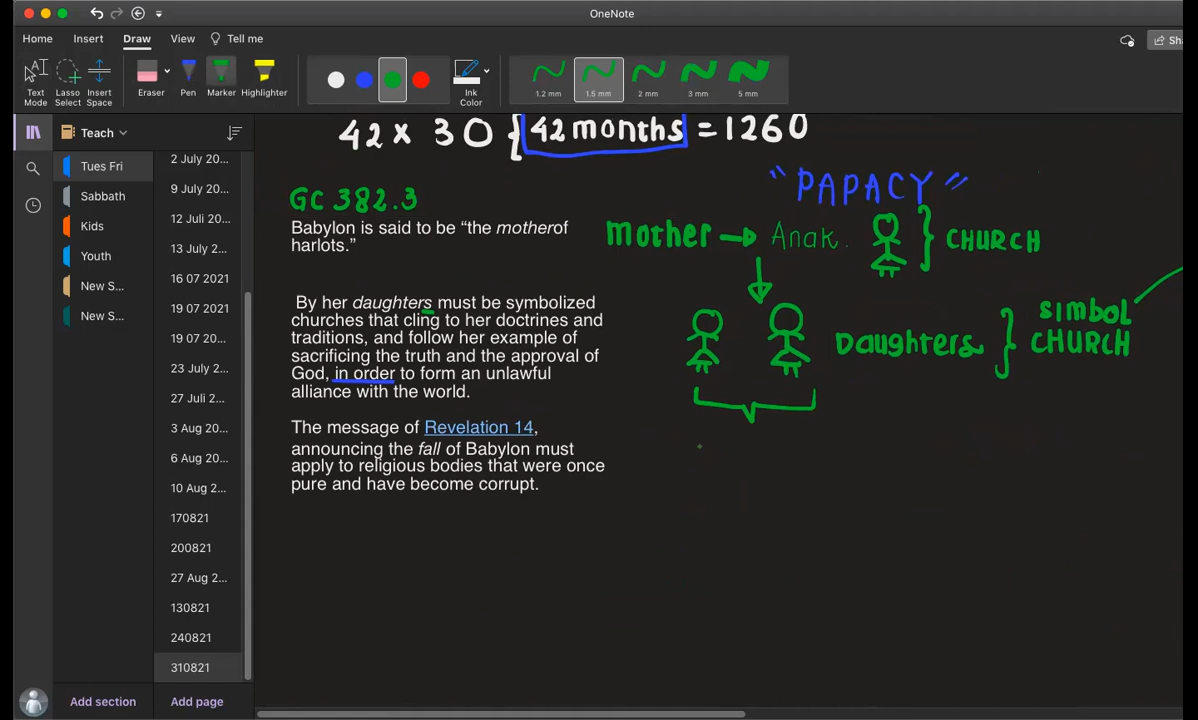 OneNote
Home Insert Draw View Tell me
Sha
Text Mode
Lasso Select
Insert Space
Eraser
Pen
Marker
Highlighter
Ink Color
1.2 mm
1.5 mm
2 mm
3 mm
5 mm
Teach
Tues Fri
Sabbath
Kids
Youth
New S...
New S...
2 July 20...
9 July 20...
12 Juli 20...
13 July 20...
16 07 2021
19 07 2021
19 07 20...
23 July 20...
27 Juli 20...
3 Aug 20...
6 Aug 20...
10 Aug 2...
170821
200821
27 Aug 2...
130821
240821
310821
Add section
Add page
42 x 30 { 42 months = 1260
"PAPACY"
GC 382.3
Babylon is said to be “the motherof
harlots.”
By her daughters must be symbolized
churches that cling to her doctrines and
traditions, and follow her example of
sacrificing the truth and the approval of
God, in order to form an unlawful
alliance with the world.
The message of Revelation 14,
announcing the fall of Babylon must
apply to religious bodies that were once
pure and have become corrupt.
Mother → Anak. } CHURCH
Daughters } SIMBOL
CHURCH